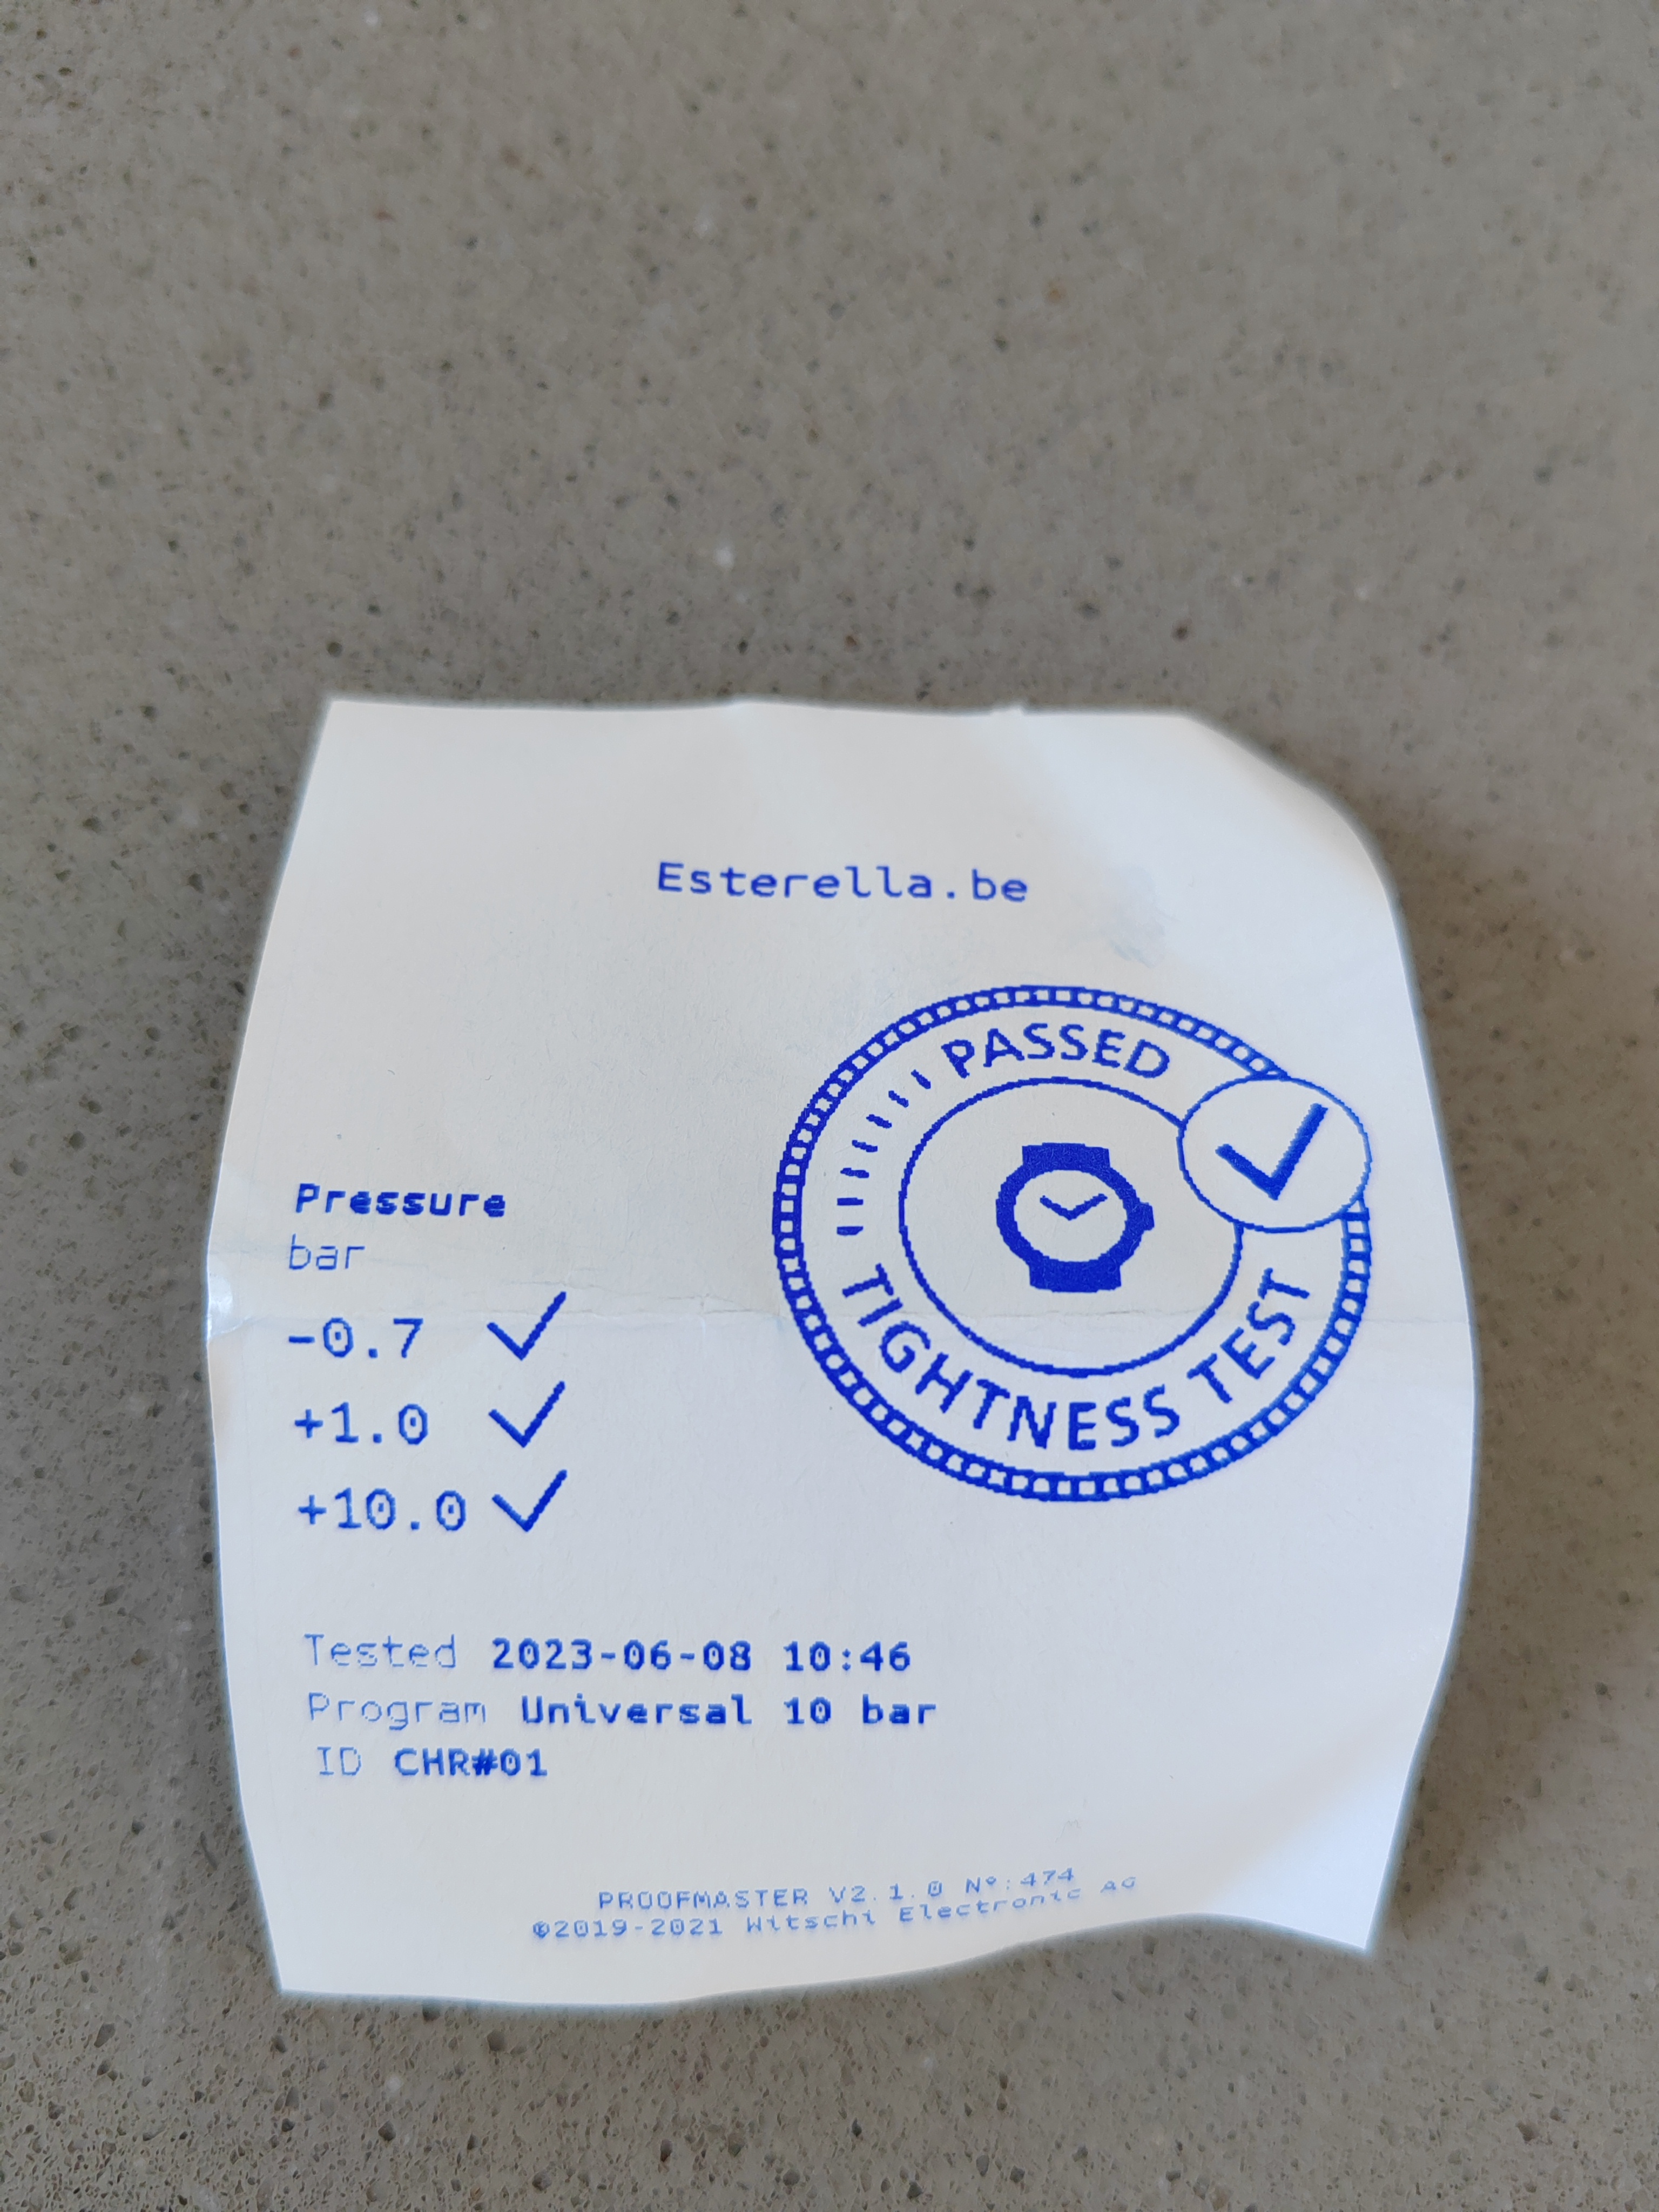 Esterella.be
PASSED
TIGHTNESS TEST
Pressure
bar
-0.7
+1.0
+10.0
Tested 2023-06-08 10:46
Program Universal 10 bar
ID CHR#01
PROOFMASTER V2.1.0 Nº:474
©2019-2021 Witschi Electronic AG